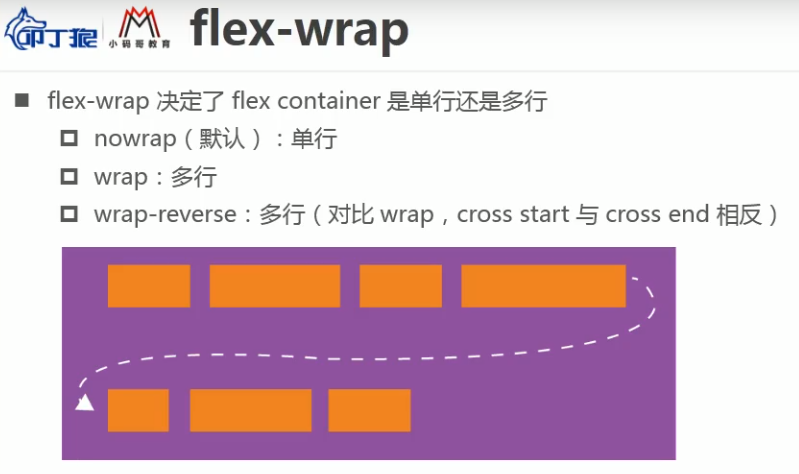 叩丁狼
小码哥教育
flex-wrap
flex-wrap 决定了 flex container 是单行还是多行
nowrap（默认）：单行
wrap：多行
wrap-reverse：多行（对比 wrap，cross start 与 cross end 相反）